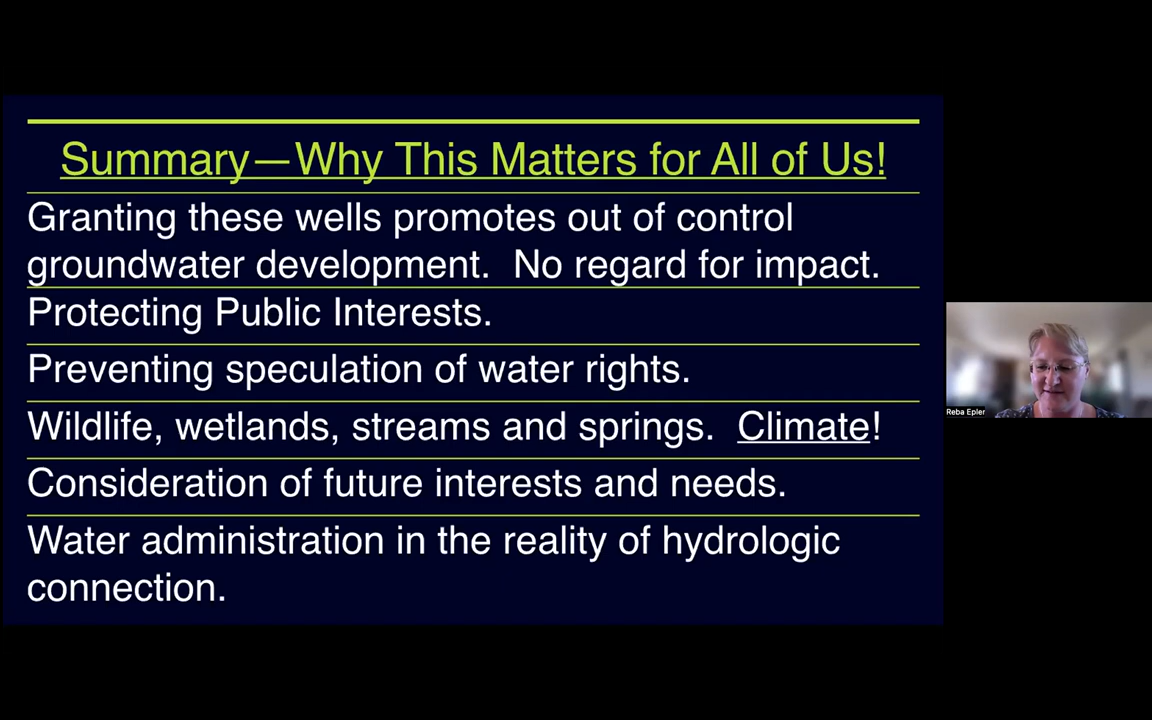 Summary—Why This Matters for All of Us!
Granting these wells promotes out of control
groundwater development.  No regard for impact.
Protecting Public Interests.
Preventing speculation of water rights.
Wildlife, wetlands, streams and springs.  Climate!
Consideration of future interests and needs.
Water administration in the reality of hydrologic
connection.
Reba Epler